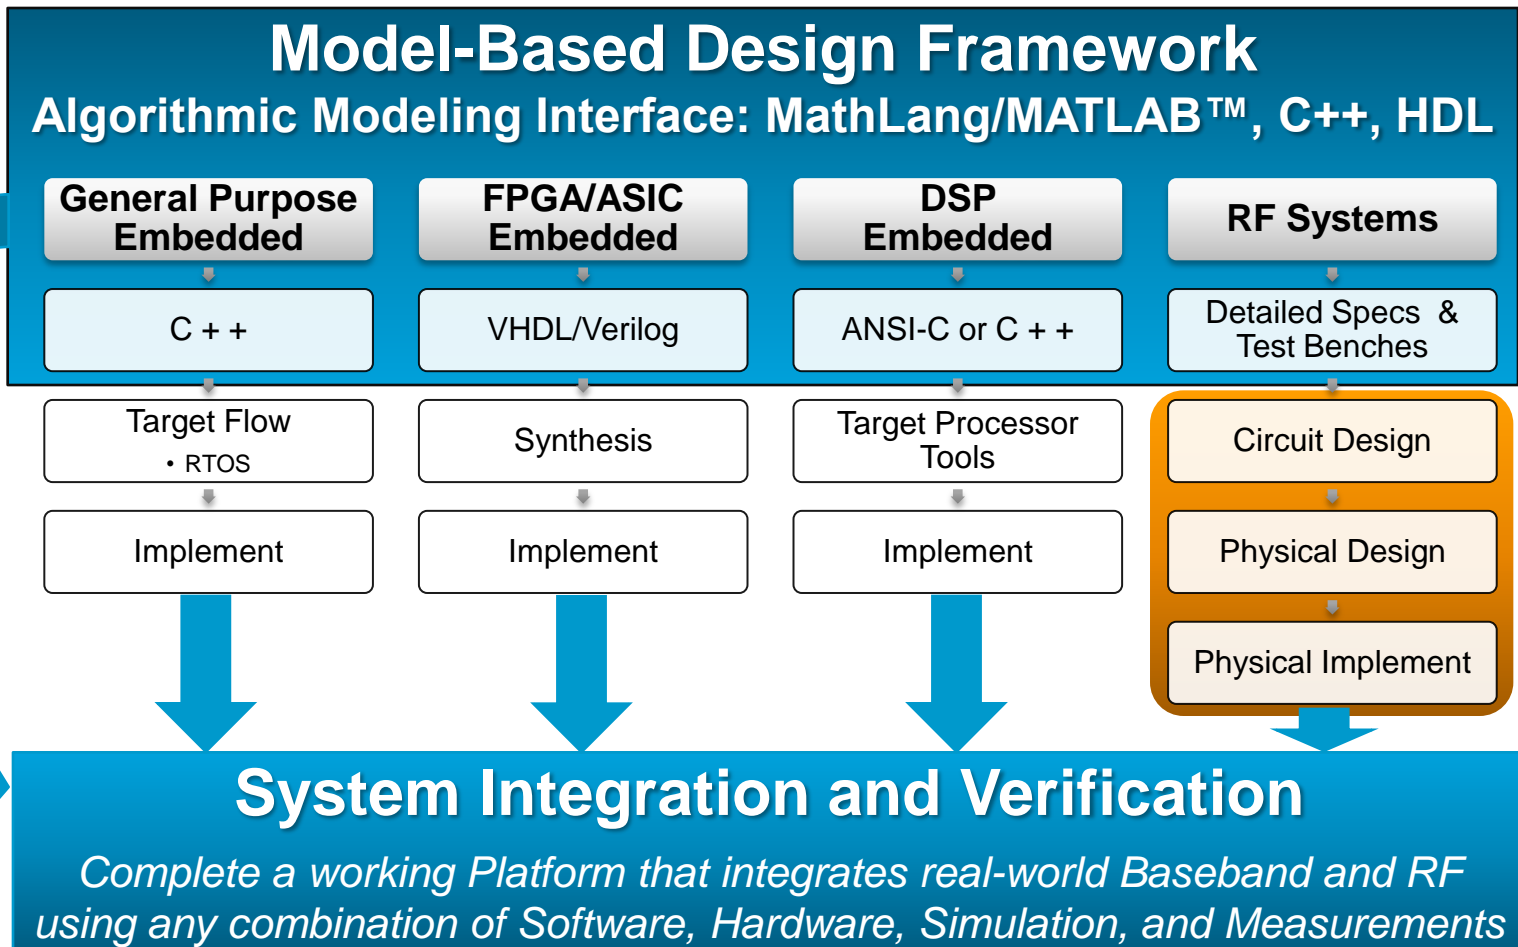 Model-Based Design Framework
Algorithmic Modeling Interface: MathLang/MATLAB™, C++, HDL
General Purpose
Embedded
FPGA/ASIC
Embedded
DSP
Embedded
RF Systems
C + +
VHDL/Verilog
ANSI-C or C + +
Detailed Specs &
Test Benches
Target Flow
• RTOS
Synthesis
Target Processor
Tools
Circuit Design
Implement
Implement
Implement
Physical Design
Physical Implement
System Integration and Verification
Complete a working Platform that integrates real-world Baseband and RF
using any combination of Software, Hardware, Simulation, and Measurements